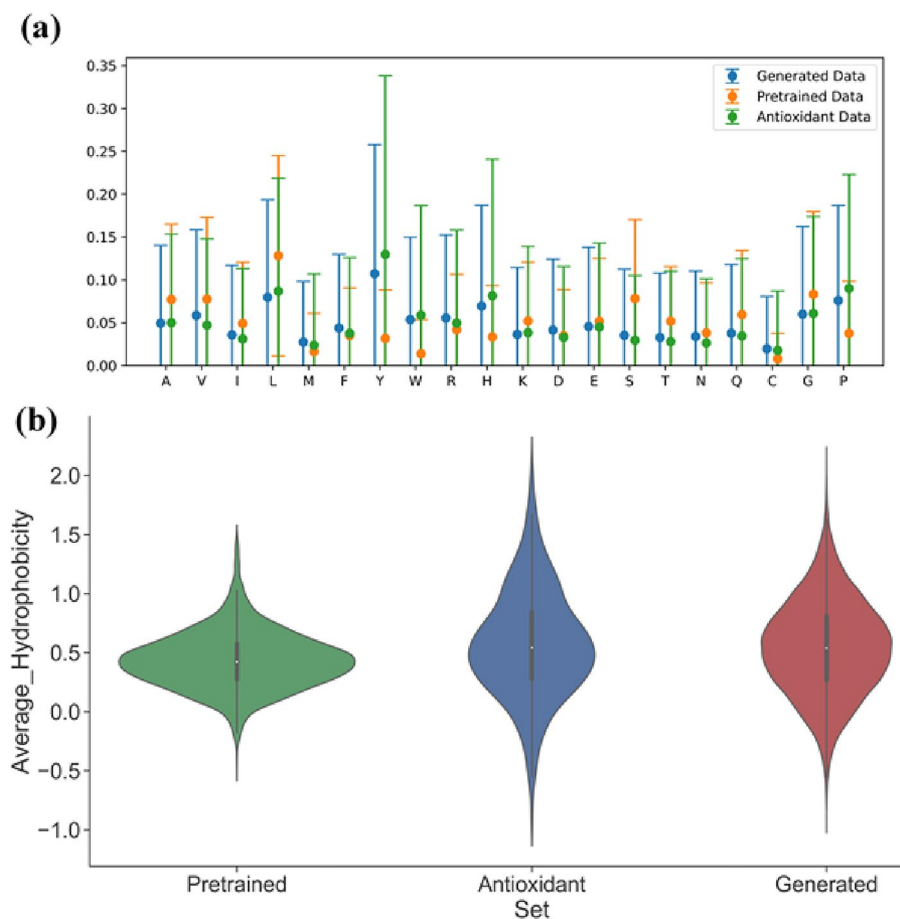 (a)
0.35
0.30
0.25
0.20
0.15
0.10
0.05
0.00
Generated Data
Pretrained Data
Antioxidant Data
A V I L M F Y W R H K D E S T N Q C G P
(b)
Average_Hydrophobicity
2.0
1.5
1.0
0.5
0.0
−0.5
−1.0
Pretrained Antioxidant Generated
Set